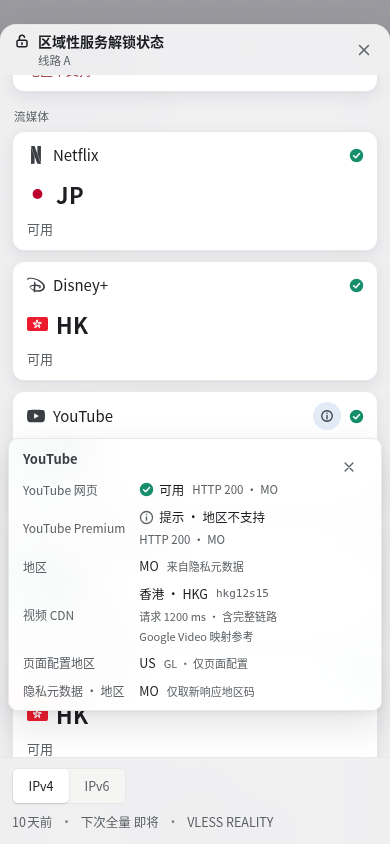 区域性服务解锁状态
线路 A
流媒体
Netflix
JP
可用
Disney+
HK
可用
YouTube
YouTube
YouTube 网页 可用 HTTP 200 • MO
YouTube Premium 提示 • 地区不支持
HTTP 200 • MO
地区 MO 来自隐私元数据
香港 • HKG hkg12s15
视频 CDN 请求 1200 ms • 含完整链路
Google Video 映射参考
页面配置地区 US GL • 仅页面配置
隐私元数据 • 地区 MO 仅取新响应地区码
HK
可用
IPv4 IPv6
10天前 • 下次全量 即将 • VLESS REALITY